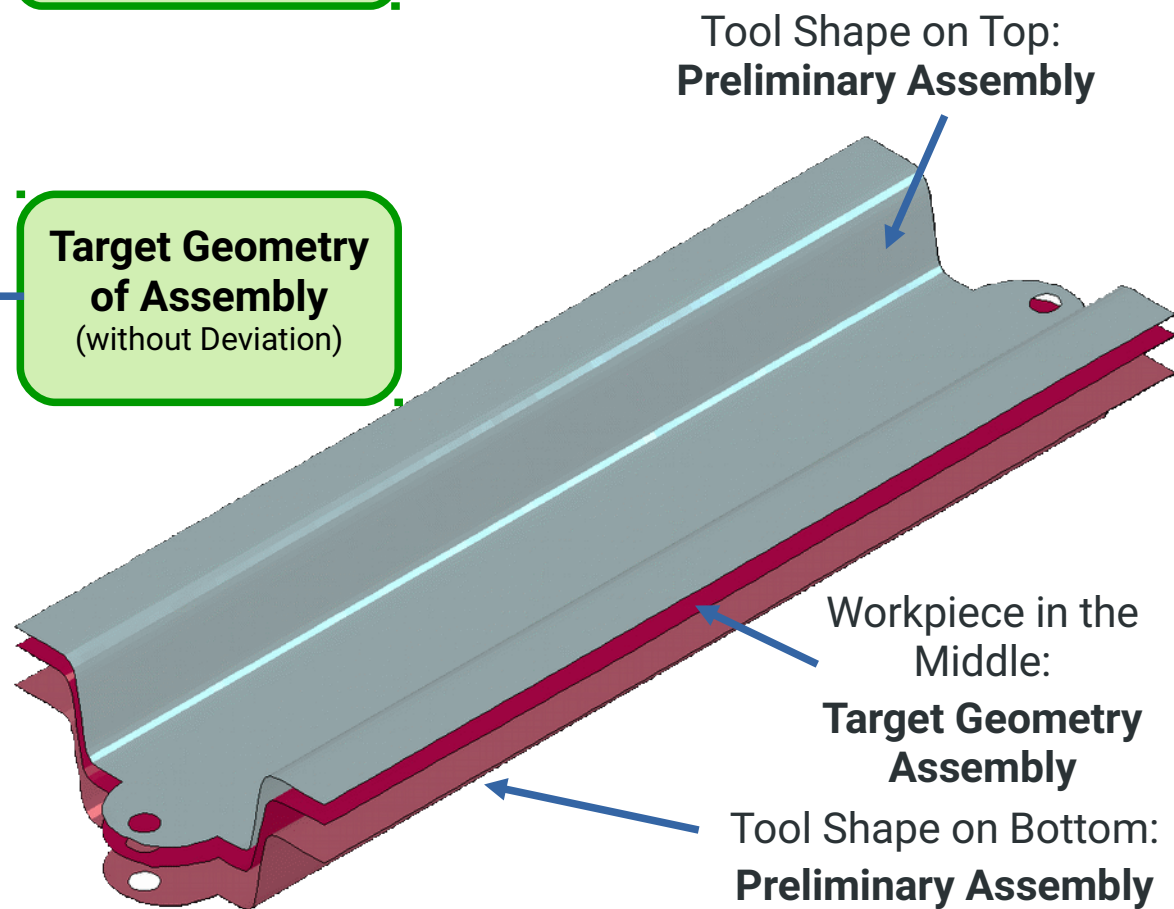 Tool Shape on Top:
Preliminary Assembly
Target Geometry
of Assembly
(without Deviation)
Workpiece in the
Middle:
Target Geometry
Assembly
Tool Shape on Bottom:
Preliminary Assembly